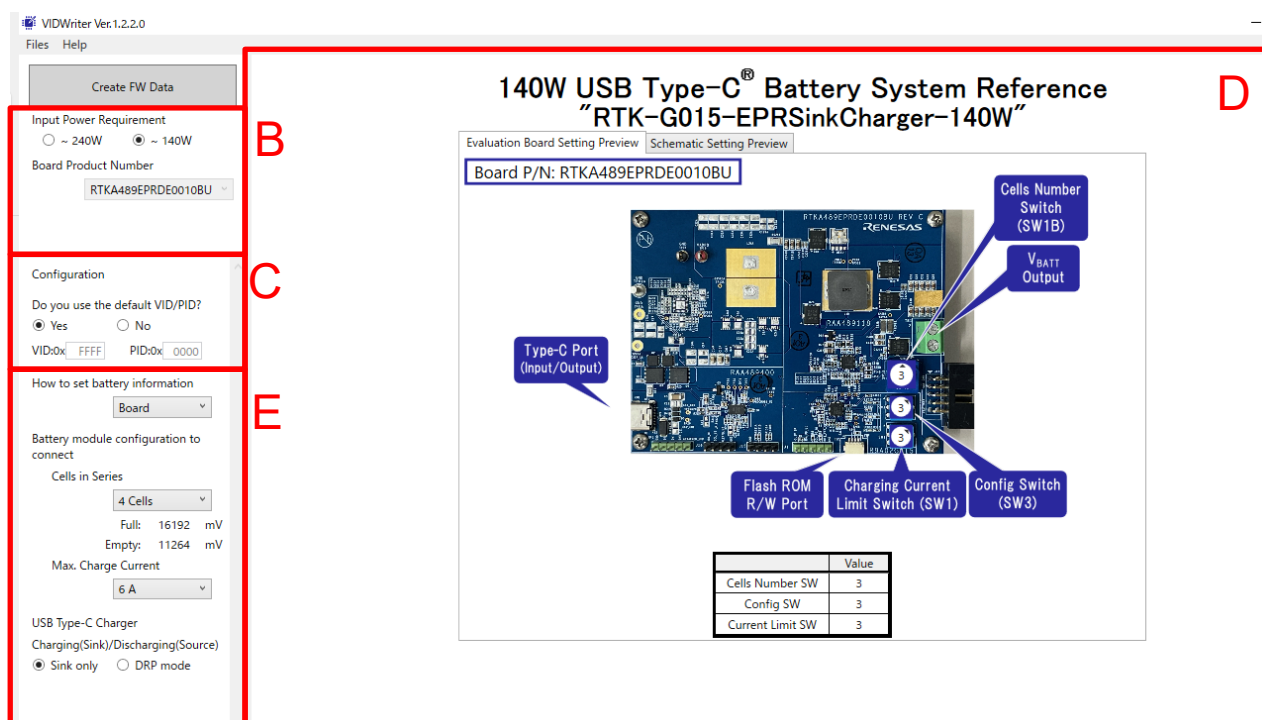 VIDWriter Ver.1.2.2.0
Files Help
Create FW Data
B
Input Power Requirement
~ 240W ~ 140W
Board Product Number
RTKA489EPRDE0010BU
C
Configuration
Do you use the default VID/PID?
Yes No
VID:0x FFFF PID:0x 0000
E
How to set battery information
Board
Battery module configuration to
connect
Cells in Series
4 Cells
Full: 16192 mV
Empty: 11264 mV
Max. Charge Current
6 A
USB Type-C Charger
Charging(Sink)/Discharging(Source)
Sink only DRP mode
D
140W USB Type-C® Battery System Reference
"RTK-G015-EPRSinkCharger-140W"
Evaluation Board Setting Preview Schematic Setting Preview
Board P/N: RTKA489EPRDE0010BU
Cells Number
Switch
(SW1B)
RTKA489EPRDE0010BU REV C
RENESAS
VBATT
Output
RAA489118
Type-C Port
(Input/Output)
RAA489400
3
3
3
Flash ROM
R/W Port
Charging Current
Limit Switch (SW1)
Config Switch
(SW3)
Value
Cells Number SW 3
Config SW 3
Current Limit SW 3